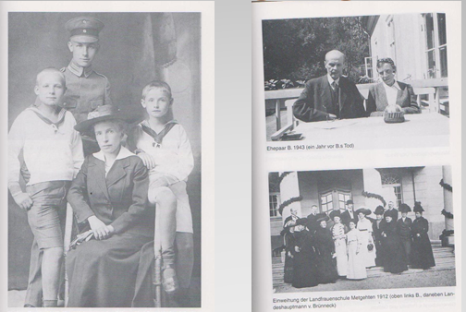 Ehepaar B. 1943 (ein Jahr vor B.s Tod)
Einweihung der Landfrauenschule Metgethen 1912 (oben links B., daneben Lan-
deshauptmann v. Brünneck)